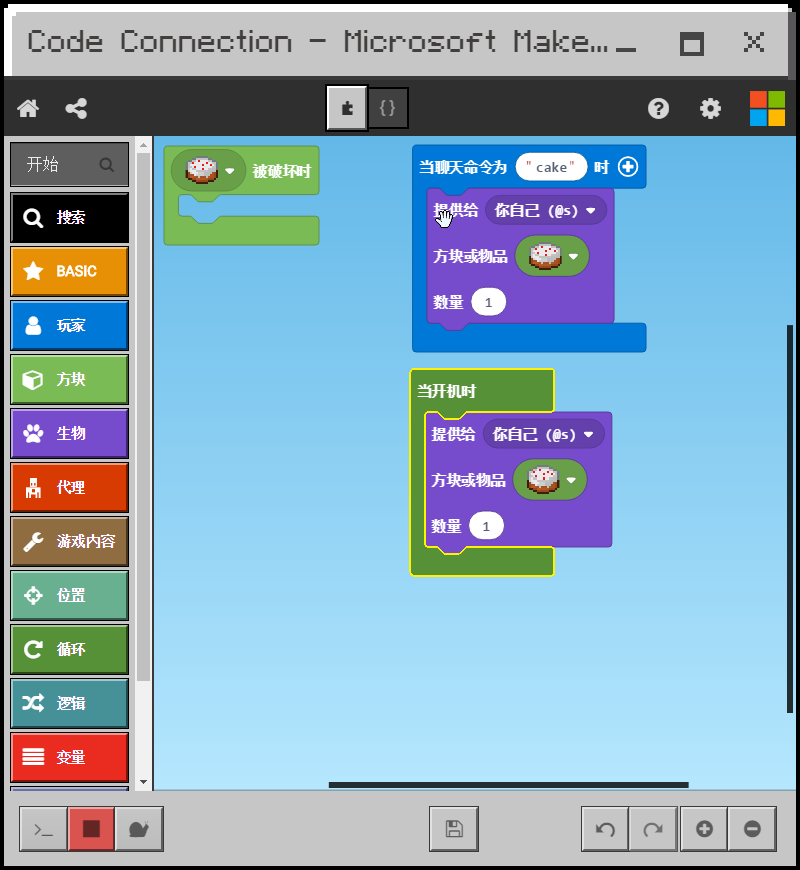 Code Connection - Microsoft Make...
{}
开始
搜索
BASIC
玩家
方块
生物
代理
游戏内容
位置
循环
逻辑
变量
被破坏时
当聊天命令为 "cake" 时
提供给 你自己 (@s)
方块或物品
数量 1
当开机时
提供给 你自己 (@s)
方块或物品
数量 1
>_